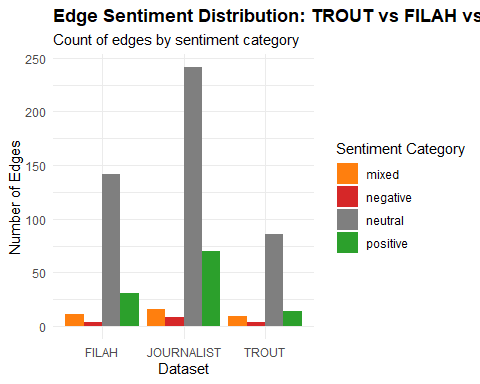 Edge Sentiment Distribution: TROUT vs FILAH vs
Count of edges by sentiment category
250
200
150
100
50
0
Number of Edges
FILAH
JOURNALIST
TROUT
Dataset
Sentiment Category
mixed
negative
neutral
positive